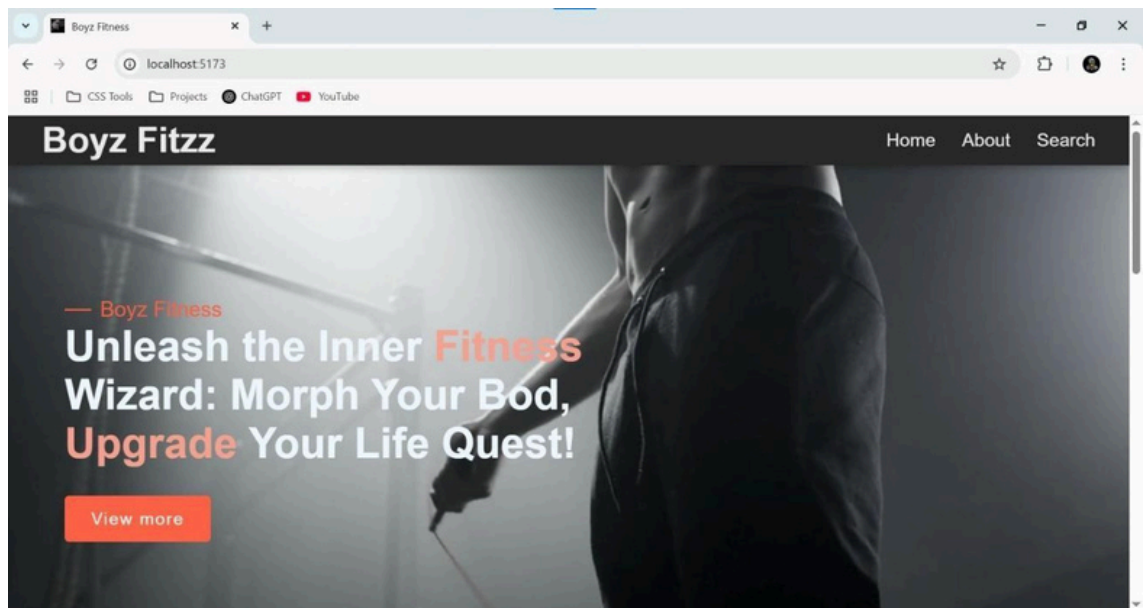 Boyz Fitness
localhost:5173
CSS Tools Projects ChatGPT YouTube
Boyz Fitzz Home About Search
Boyz Fitness
Unleash the Inner Fitness
Wizard: Morph Your Bod,
Upgrade Your Life Quest!
View more